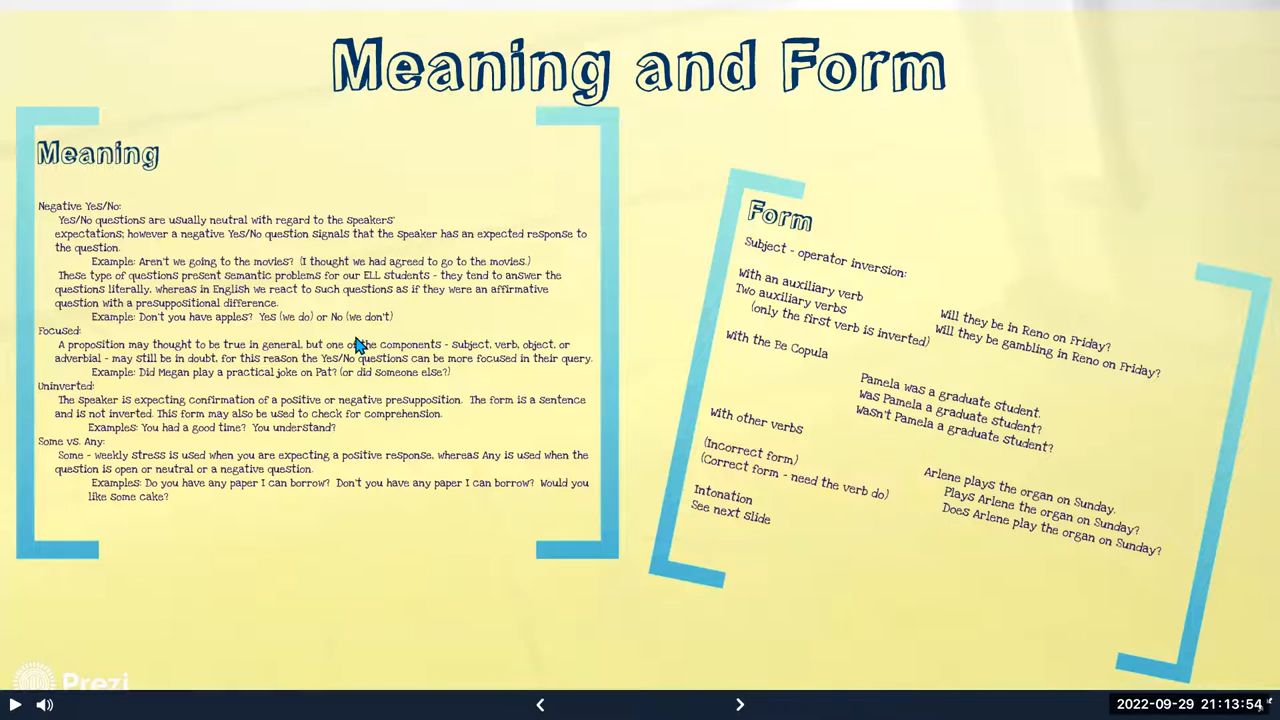 Meaning and Form
Meaning
Negative Yes/No:
Yes/No questions are usually neutral with regard to the speakers'
expectations; however a negative Yes/No question signals that the speaker has an expected response to
the question.
Example: Aren't we going to the movies? (I thought we had agreed to go to the movies.)
These type of questions present semantic problems for our ELL students - they tend to answer the
questions literally, whereas in English we react to such questions as if they were an affirmative
question with a presuppositional difference.
Example: Don't you have apples? Yes (we do) or No (we don't)
Focused:
A proposition may thought to be true in general, but one of the components - subject, verb, object, or
adverbial - may still be in doubt, for this reason the Yes/No questions can be more focused in their query.
Example: Did Megan play a practical joke on Pat? (or did someone else?)
Uninverted:
The speaker is expecting confirmation of a positive or negative presupposition. The form is a sentence
and is not inverted. This form may also be used to check for comprehension.
Examples: You had a good time? You understand?
Some vs. Any:
Some - weekly stress is used when you are expecting a positive response, whereas Any is used when the
question is open or neutral or a negative question.
Examples: Do you have any paper I can borrow? Don't you have any paper I can borrow? Would you
like some cake?
Form
Subject - operator inversion:
With an auxiliary verb
Two auxiliary verbs
(only the first verb is inverted)
Will they be in Reno on Friday?
Will they be gambling in Reno on Friday?
With the Be Copula
Pamela was a graduate student.
Was Pamela a graduate student?
Wasn't Pamela a graduate student?
With other verbs
(Incorrect form)
(Correct form - need the verb do)
Arlene plays the organ on Sunday.
Plays Arlene the organ on Sunday?
Does Arlene play the organ on Sunday?
Intonation
See next slide
Prezi
2022-09-29 21:13:54